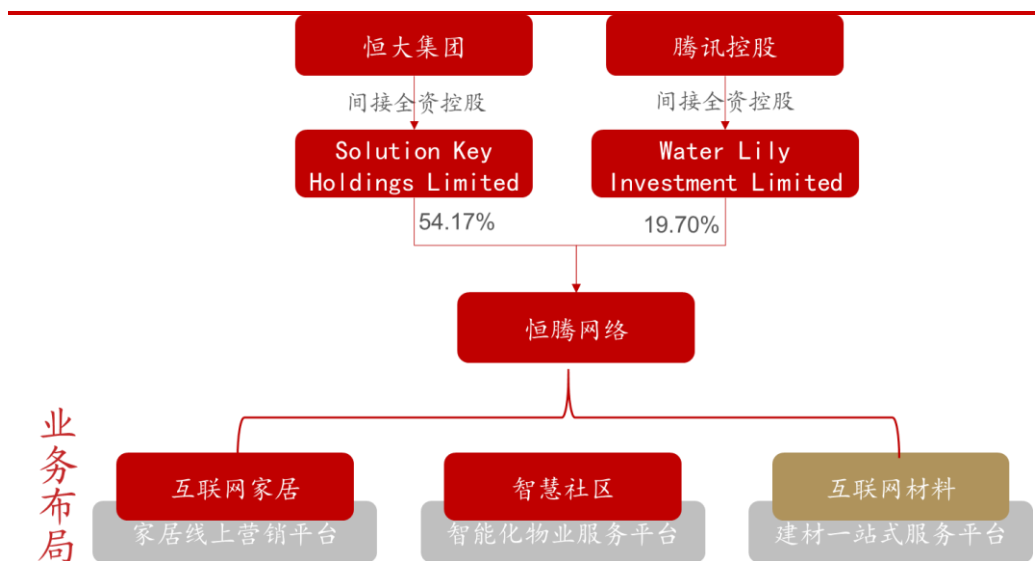 恒大集团
腾讯控股
间接全资控股
间接全资控股
Solution Key
Holdings Limited
Water Lily
Investment Limited
54.17%
19.70%
恒腾网络
业务布局
互联网家居
智慧社区
互联网材料
家居线上营销平台
智能化物业服务平台
建材一站式服务平台